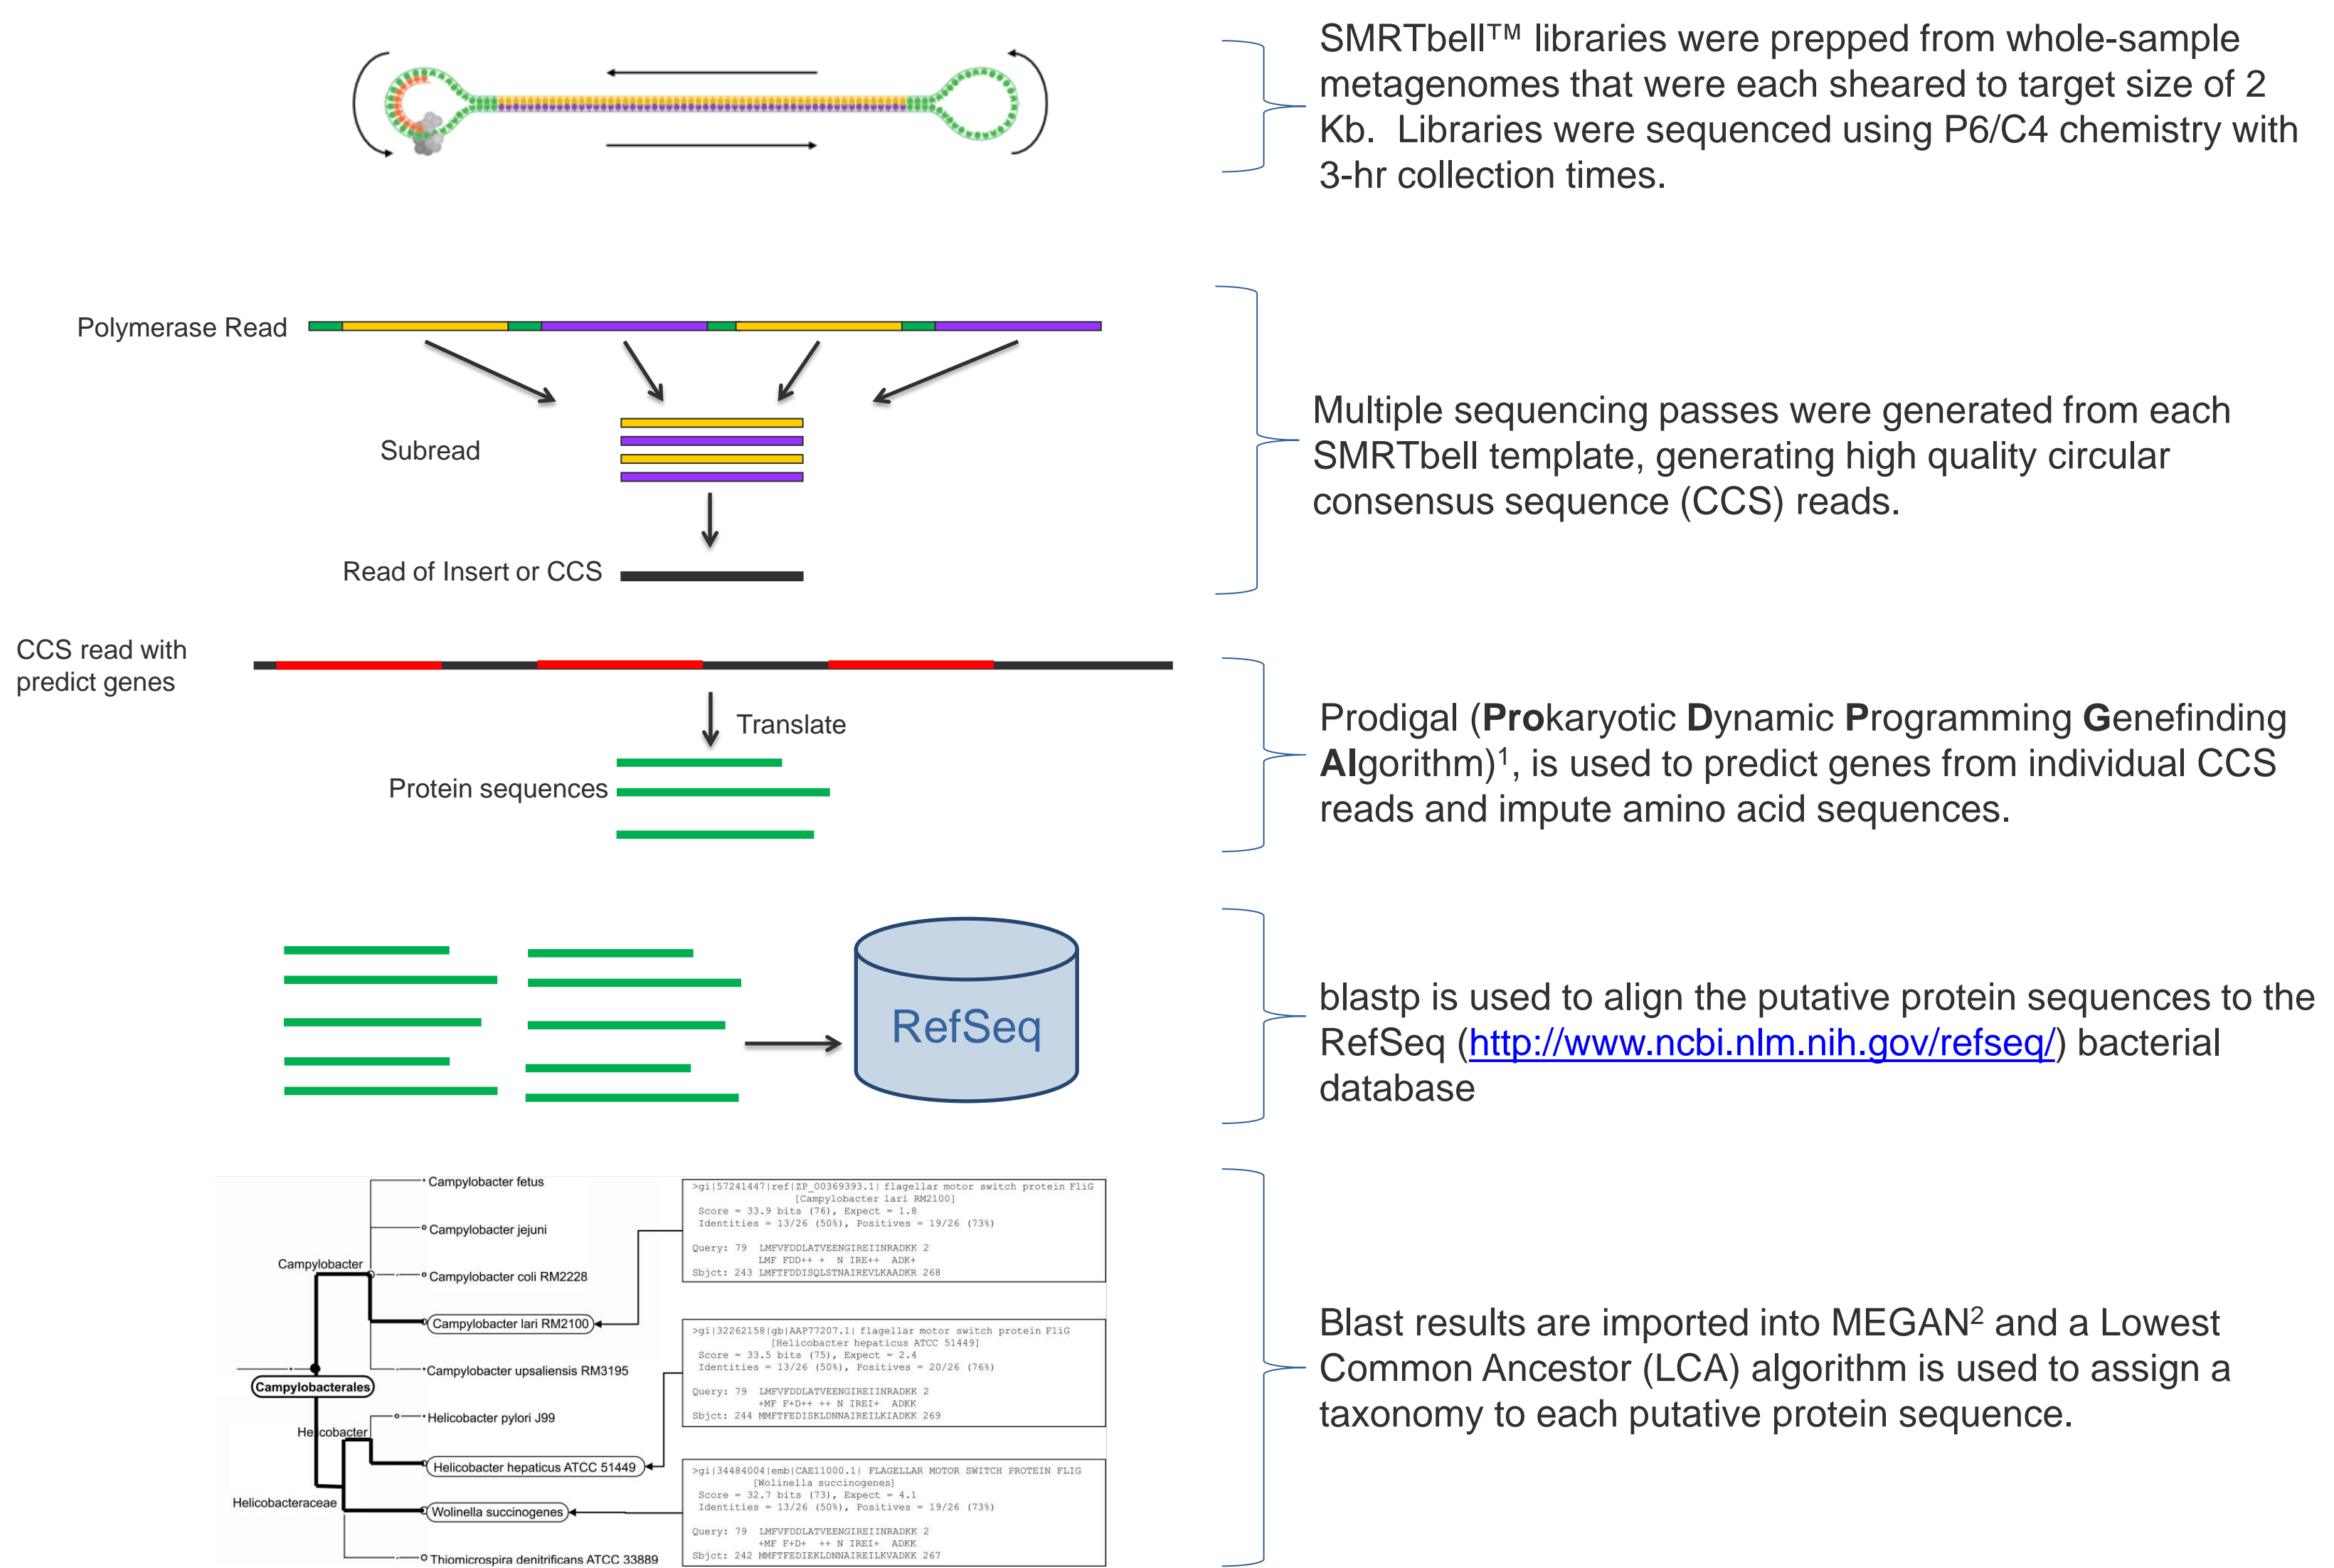 SMRTbell™ libraries were prepped from whole-sample
metagenomes that were each sheared to target size of 2
Kb.  Libraries were sequenced using P6/C4 chemistry with
3-hr collection times.
Polymerase Read
Subread
Read of Insert or CCS
Multiple sequencing passes were generated from each
SMRTbell template, generating high quality circular
consensus sequence (CCS) reads.
CCS read with
predict genes
Translate
Protein sequences
Prodigal (Prokaryotic Dynamic Programming Genefinding
Algorithm)¹, is used to predict genes from individual CCS
reads and impute amino acid sequences.
RefSeq
blastp is used to align the putative protein sequences to the
RefSeq (http://www.ncbi.nlm.nih.gov/refseq/) bacterial
database
Campylobacter fetus
Campylobacter jejuni
Campylobacter
Campylobacter coli RM2228
Campylobacter lari RM2100
Campylobacter upsaliensis RM3195
Campylobacterales
Helicobacter pylori J99
Helicobacter
Helicobacter hepaticus ATCC 51449
Helicobacteraceae
Wolinella succinogenes
Thiomicrospira denitrificans ATCC 33889
>gi|57241447|ref|ZP_00369393.1| flagellar motor switch protein FliG
[Campylobacter lari RM2100]
Score = 33.9 bits (76), Expect = 1.8
Identities = 13/26 (50%), Positives = 19/26 (73%)
Query: 79  LMFVFDDLATVEENGIREIINRADKK 2
LMF FDD++ +  N IRE++  ADK+
Sbjct: 243 LMFTFDDISQLSTNAIREVLKAADKR 268
>gi|32262158|gb|AAP77207.1| flagellar motor switch protein FliG
[Helicobacter hepaticus ATCC 51449]
Score = 33.5 bits (75), Expect = 2.4
Identities = 13/26 (50%), Positives = 20/26 (76%)
Query: 79  LMFVFDDLATVEENGIREIINRADKK 2
+MF F+D++ ++ N IREI+  ADKK
Sbjct: 244 MMFTFEDISKLDNNAIREILKIADKK 269
>gi|34484004|emb|CAE11000.1| FLAGELLAR MOTOR SWITCH PROTEIN FLIG
[Wolinella succinogenes]
Score = 32.7 bits (73), Expect = 4.1
Identities = 13/26 (50%), Positives = 19/26 (73%)
Query: 79  LMFVFDDLATVEENGIREIINRADKK 2
+MF F+D+  ++ N IREI+  ADKK
Sbjct: 242 MMFTFEDIEKLDNNAIREILKVADKK 267
Blast results are imported into MEGAN² and a Lowest
Common Ancestor (LCA) algorithm is used to assign a
taxonomy to each putative protein sequence.